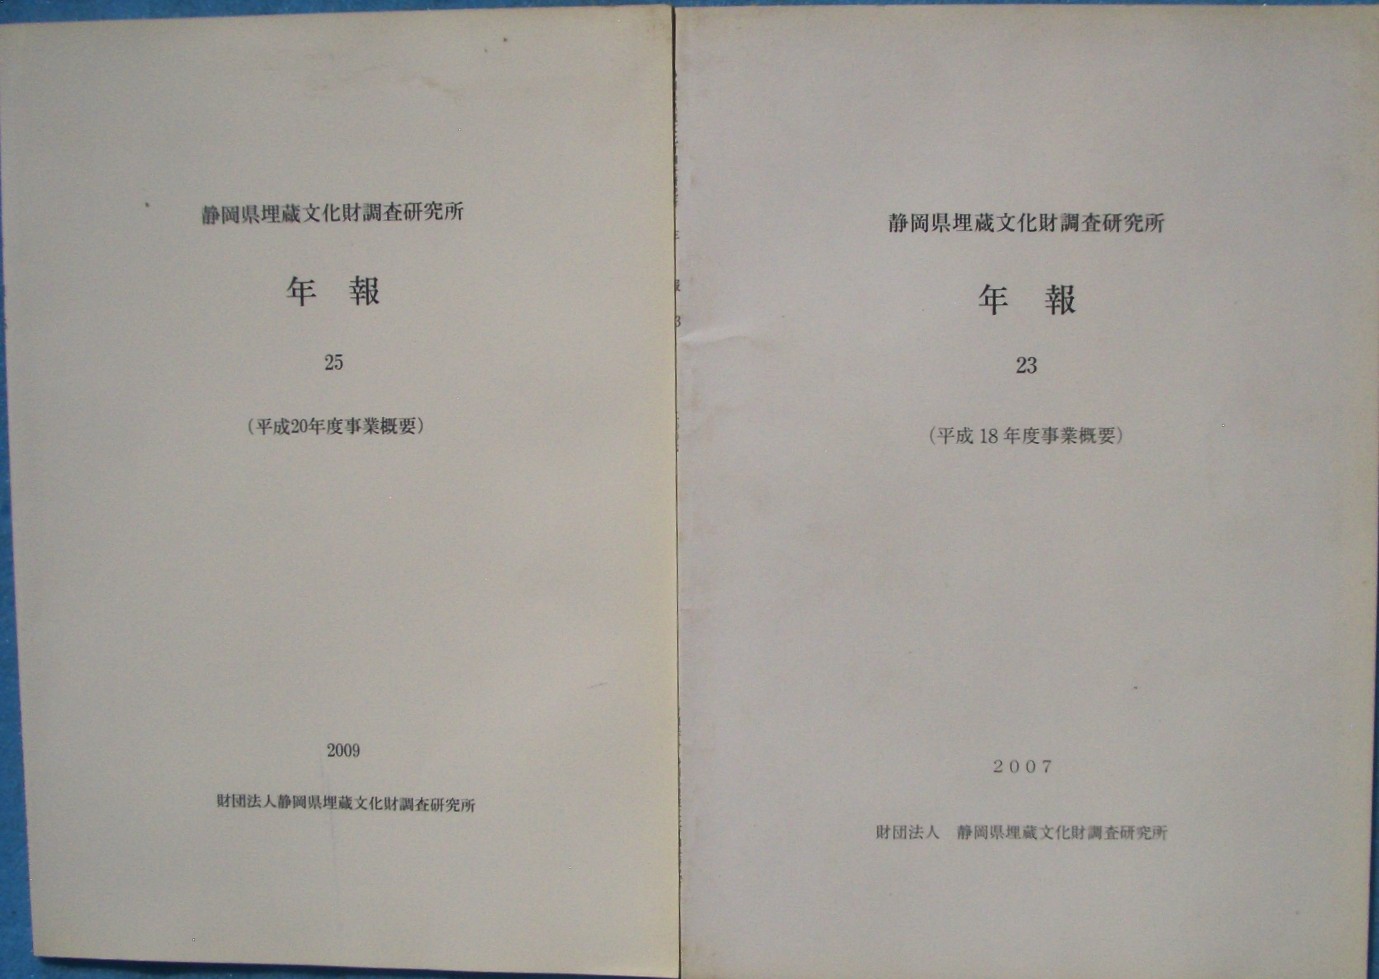 静岡県埋蔵文化財調査研究所
年 報
25
(平成20年度事業概要)
2009
財団法人静岡県埋蔵文化財調査研究所
静岡県埋蔵文化財調査研究所
年 報
23
(平成 18 年度事業概要)
2007
財団法人 静岡県埋蔵文化財調査研究所